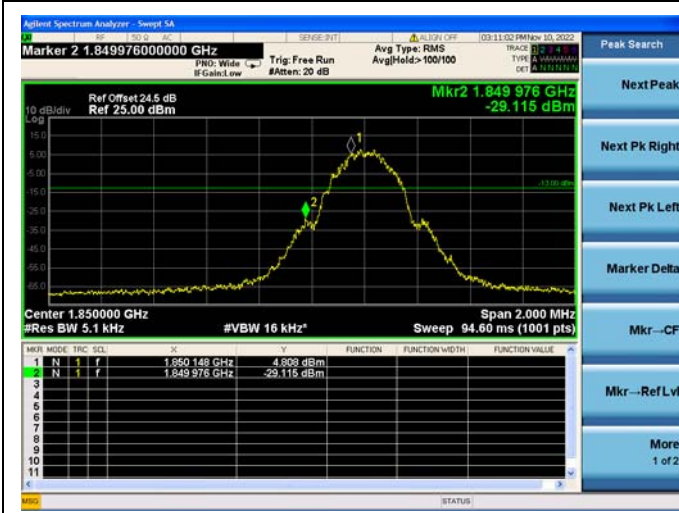 Agilent Spectrum Analyzer - Swept SA
RF 50 Ω AC SENSE:INT ALIGN OFF 03:11:02 PM Nov 10, 2022
Marker 2 1.849976000000 GHz
PNO: Wide
IFGain:Low
Trig: Free Run
#Atten: 20 dB
Avg Type: RMS
Avg|Hold:>100/100
TRACE 1 2 3 4 5 6
TYPE A WWWWW
DET A N N N N N
Ref Offset 24.5 dB
Ref 25.00 dBm
10 dB/div
Log
Mkr2 1.849 976 GHz
-29.115 dBm
15.0
5.00
-5.00
-15.0
-25.0
-35.0
-45.0
-55.0
-65.0
1
2
-13.00 dBm
Center 1.850000 GHz Span 2.000 MHz
#Res BW 5.1 kHz #VBW 16 kHz* Sweep 94.60 ms (1001 pts)
MKR MODE TRC SCL X Y FUNCTION FUNCTION WIDTH FUNCTION VALUE
1 N 1 f 1.850 148 GHz 4.808 dBm
2 N 1 f 1.849 976 GHz -29.115 dBm
3
4
5
6
7
8
9
10
11
MSG STATUS
Peak Search
Next Peak
Next Pk Right
Next Pk Left
Marker Delta
Mkr→CF
Mkr→Ref Lvl
More
1 of 2